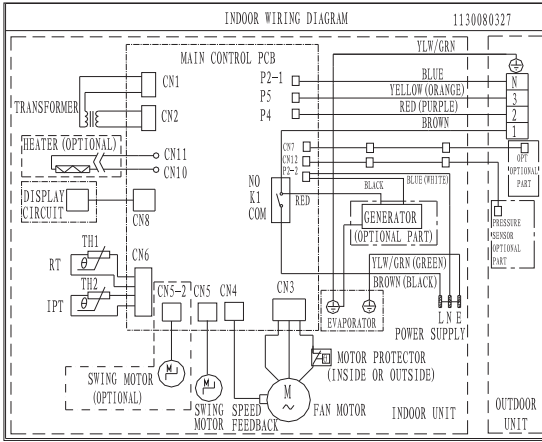 INDOOR WIRING DIAGRAM
1130080327
YLW/GRN
MAIN CONTROL PCB
CN1
P2-1
BLUE
N
P5
YELLOW(ORANGE)
3
TRANSFORMER
CN2
P4
RED(PURPLE)
2
BROWN
1
HEATER(OPTIONAL)
CN11
CN10
CN7
CN12
P2-2
OPT
OPTIONAL
PART
DISPLAY
CIRCUIT
CN8
NO
K1
COM
RED
BLACK
BLUE(WHITE)
GENERATOR
(OPTIONAL PART)
PRESSURE
SENSOR
OPTIONAL
PART
TH1
RT
θ
CN6
TH2
IPT
θ
YLW/GRN(GREEN)
BROWN(BLACK)
CN5-2
CN5
CN4
CN3
EVAPORATOR
L N E
POWER SUPPLY
M
SWING MOTOR
(OPTIONAL)
M
SWING
MOTOR
SPEED
FEEDBACK
M
~
FAN MOTOR
MOTOR PROTECTOR
(INSIDE OR OUTSIDE)
INDOOR UNIT
OUTDOOR
UNIT